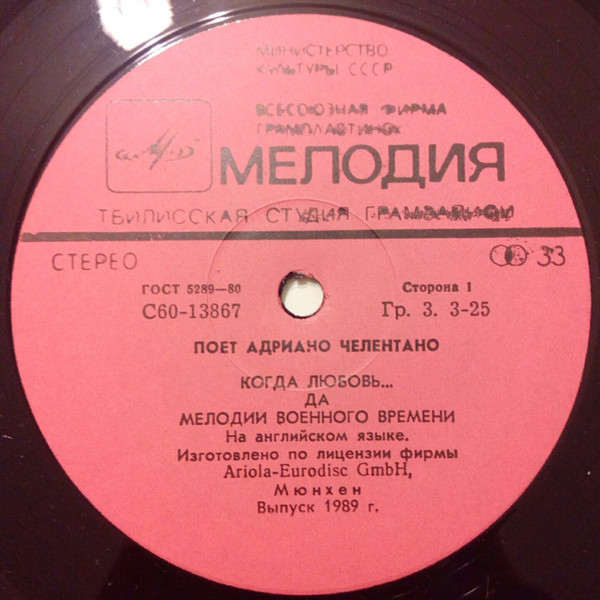 МИНИСТЕРСТВО
КУЛЬТУРЫ СССР
ВСЕСОЮЗНАЯ ФИРМА
ГРАМПЛАСТИНОК
МЕЛОДИЯ
ТБИЛИССКАЯ СТУДИЯ ГРАМЗАПИСИ
СТЕРЕО
33
ГОСТ 5289—80
Сторона 1
С60-13867
Гр. 3. 3-25
ПОЕТ АДРИАНО ЧЕЛЕНТАНО
КОГДА ЛЮБОВЬ...
ДА
МЕЛОДИИ ВОЕННОГО ВРЕМЕНИ
На английском языке.
Изготовлено по лицензии фирмы
Ariola-Eurodisc GmbH,
Мюнхен
Выпуск 1989 г.